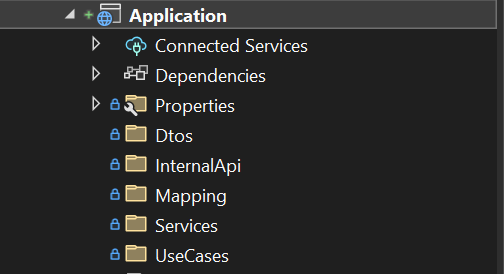 Application
Connected Services
Dependencies
Properties
Dtos
InternalApi
Mapping
Services
UseCases